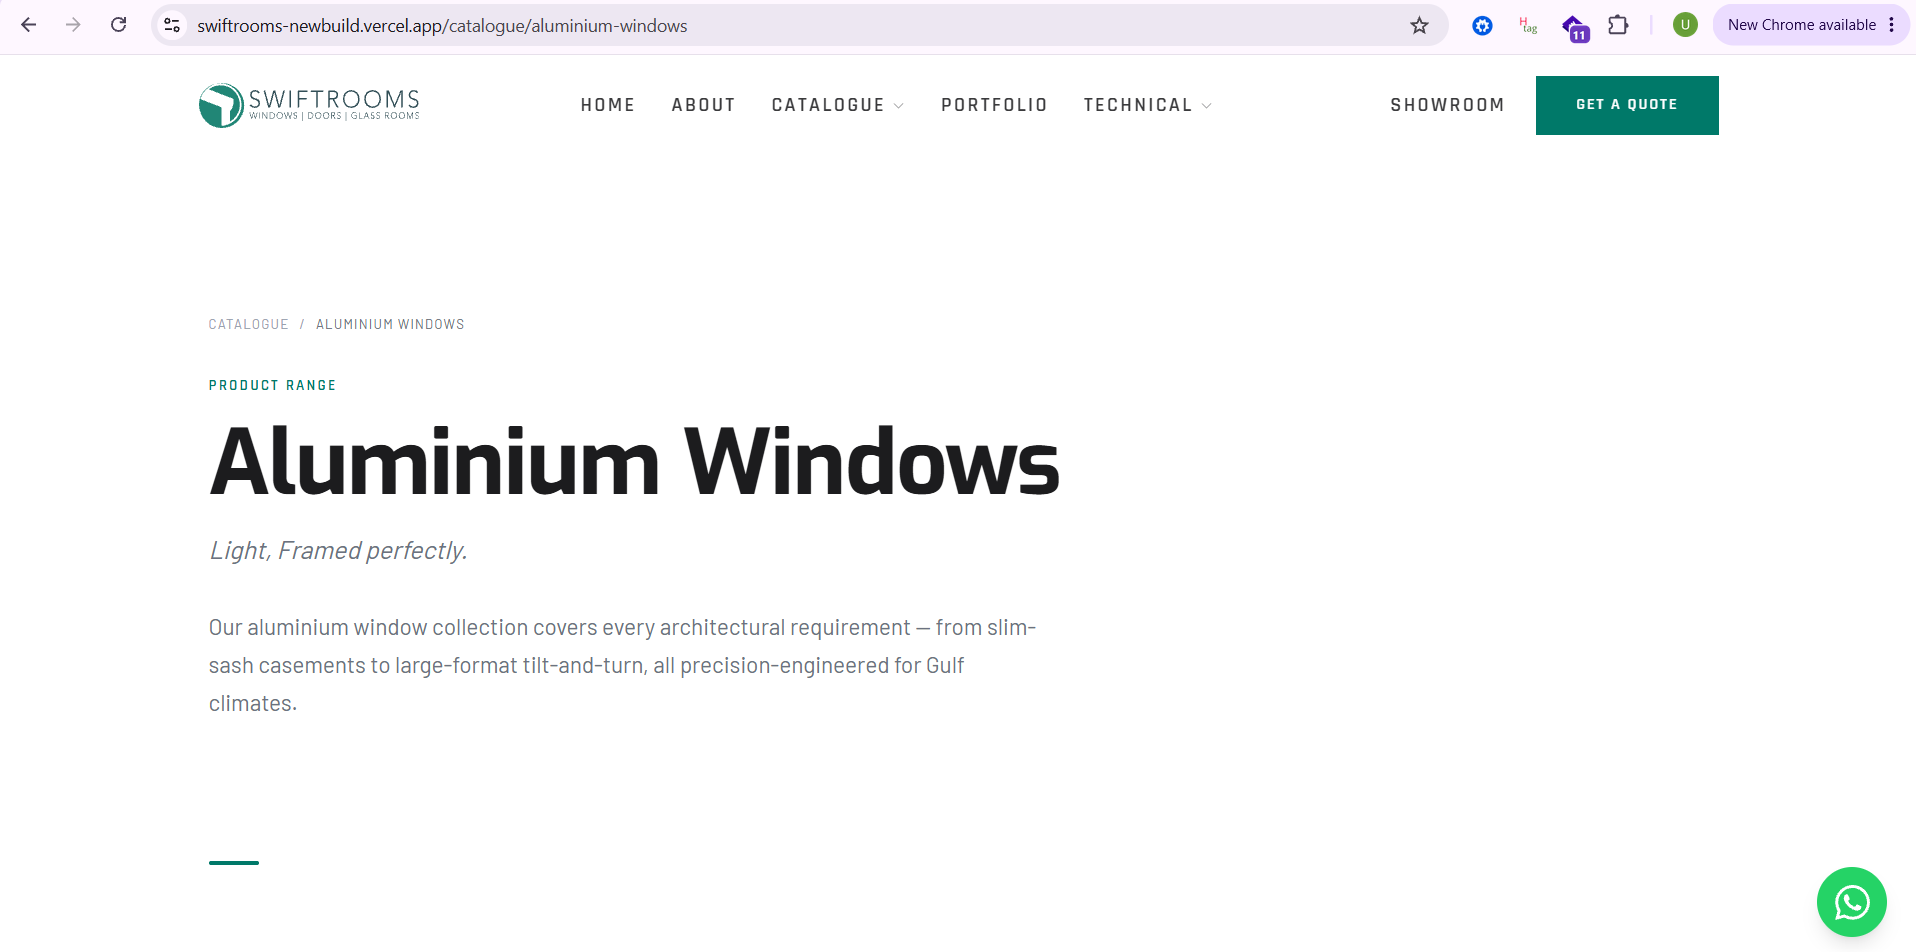 swiftrooms-newbuild.vercel.app/catalogue/aluminium-windows
H
tag
11
U
New Chrome available
SWIFTROOMS
WINDOWS | DOORS | GLASS ROOMS
HOME
ABOUT
CATALOGUE
PORTFOLIO
TECHNICAL
SHOWROOM
GET A QUOTE
CATALOGUE / ALUMINIUM WINDOWS
PRODUCT RANGE
Aluminium Windows
Light, Framed perfectly.
Our aluminium window collection covers every architectural requirement — from slim-
sash casements to large-format tilt-and-turn, all precision-engineered for Gulf
climates.